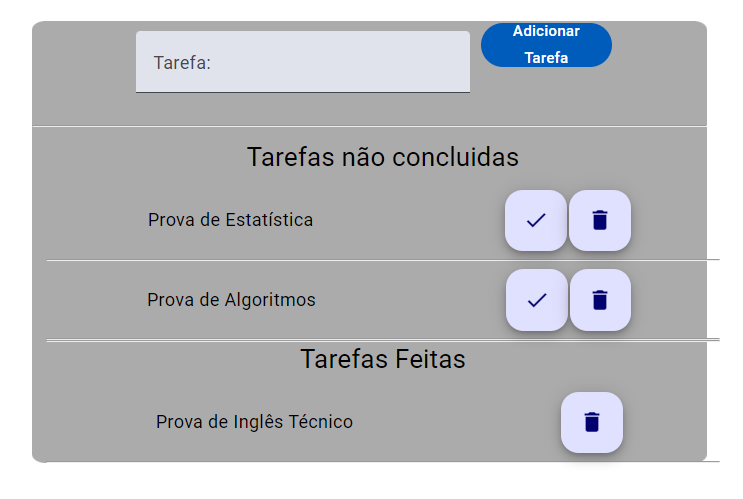 Adicionar
Tarefa
Tarefa:
Tarefas não concluidas
Prova de Estatística
Prova de Algoritmos
Tarefas Feitas
Prova de Inglês Técnico